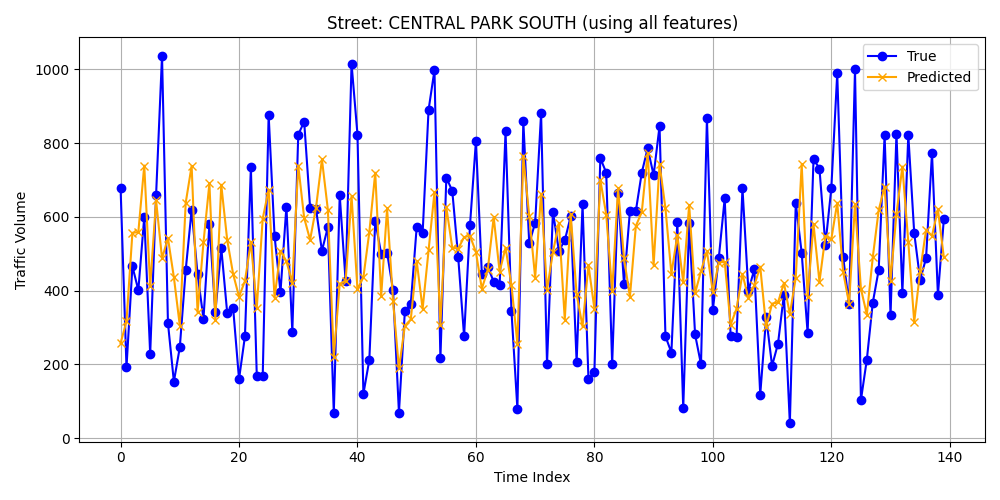 Street: CENTRAL PARK SOUTH (using all features)
True
Predicted
Traffic Volume
1000
800
600
400
200
0
0 20 40 60 80 100 120 140
Time Index